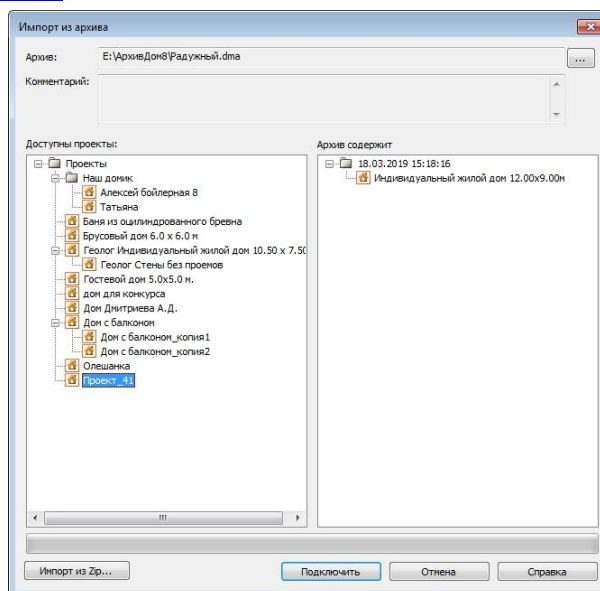 Импорт из архива
Архив:
E:\АрхивДон8\Радужный.dma
...
Комментарий:
Доступны проекты:
Проекты
Наш домик
Алексей бойлерная 8
Татьяна
Баня из оцилиндрованного бревна
Брусовый дом 6.0 х 6.0 м
Геолог Индивидуальный жилой дом 10.50 х 7.50
Геолог Стены без проемов
Гостевой дом 5.0х5.0 м.
дом для конкурса
Дом Дмитриева А.Д.
Дом с балконом
Дом с балконом_копия1
Дом с балконом_копия2
Олешанка
Проект_41
Архив содержит
18.03.2019 15:18:16
Индивидуальный жилой дом 12.00х9.00м
Импорт из Zip...
Подключить
Отмена
Справка